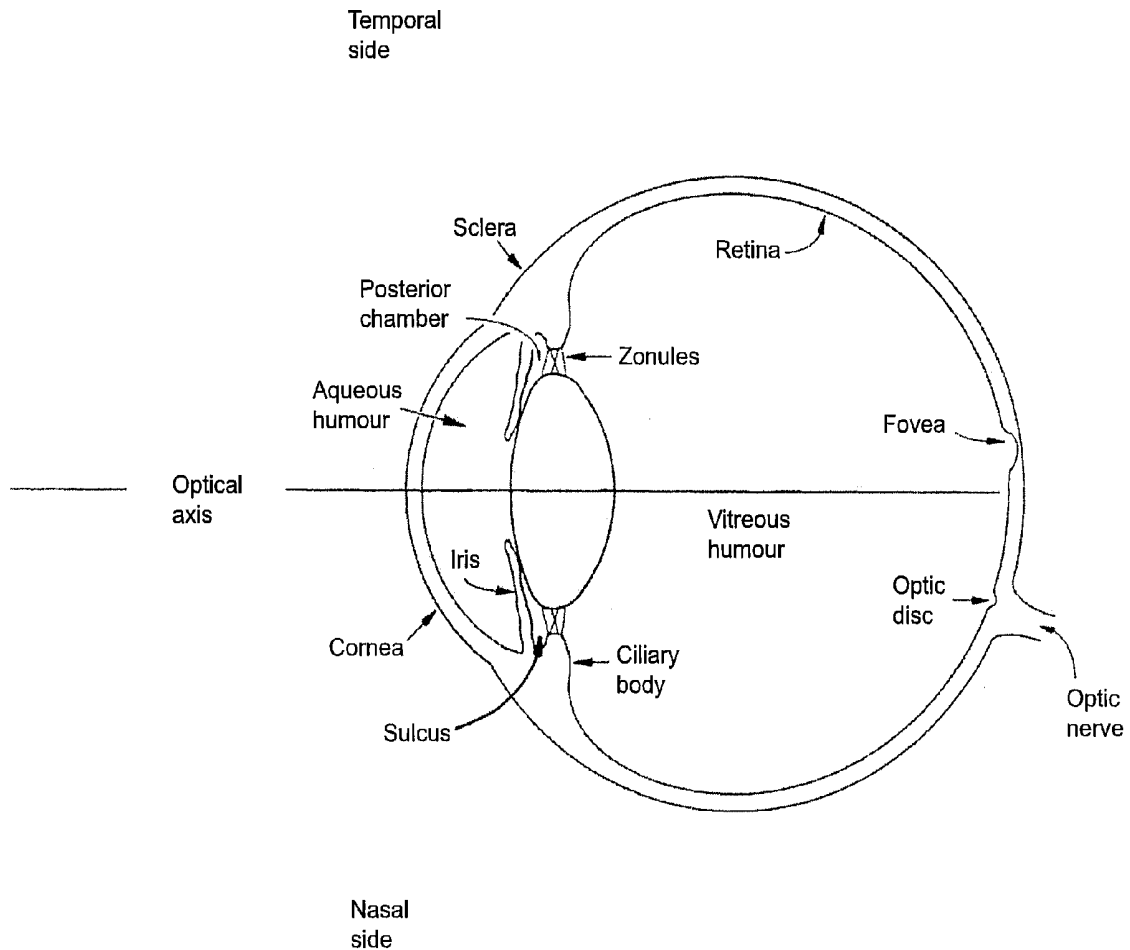 Temporal
side
Sclera
Retina
Posterior
chamber
Zonules
Aqueous
humour
Fovea
Optical
axis
Vitreous
humour
Iris
Optic
disc
Cornea
Ciliary
body
Optic
nerve
Sulcus
Nasal
side